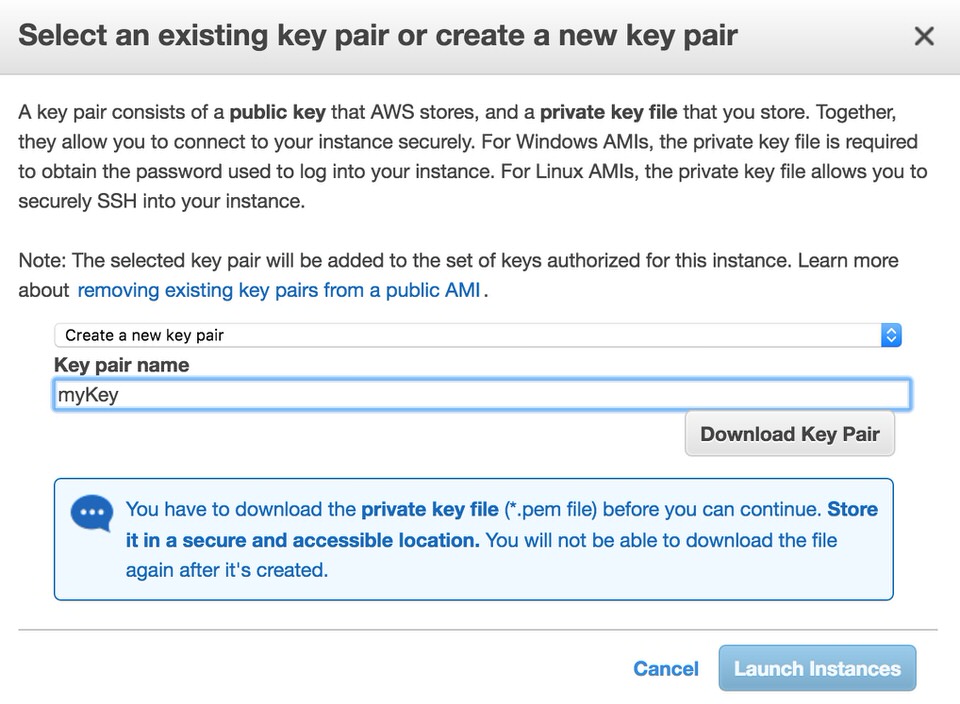 Select an existing key pair or create a new key pair
A key pair consists of a public key that AWS stores, and a private key file that you store. Together,
they allow you to connect to your instance securely. For Windows AMIs, the private key file is required
to obtain the password used to log into your instance. For Linux AMIs, the private key file allows you to
securely SSH into your instance.
Note: The selected key pair will be added to the set of keys authorized for this instance. Learn more
about removing existing key pairs from a public AMI .
Create a new key pair
Key pair name
myKey
Download Key Pair
You have to download the private key file (*.pem file) before you can continue. Store
it in a secure and accessible location. You will not be able to download the file
again after it's created.
Cancel Launch Instances